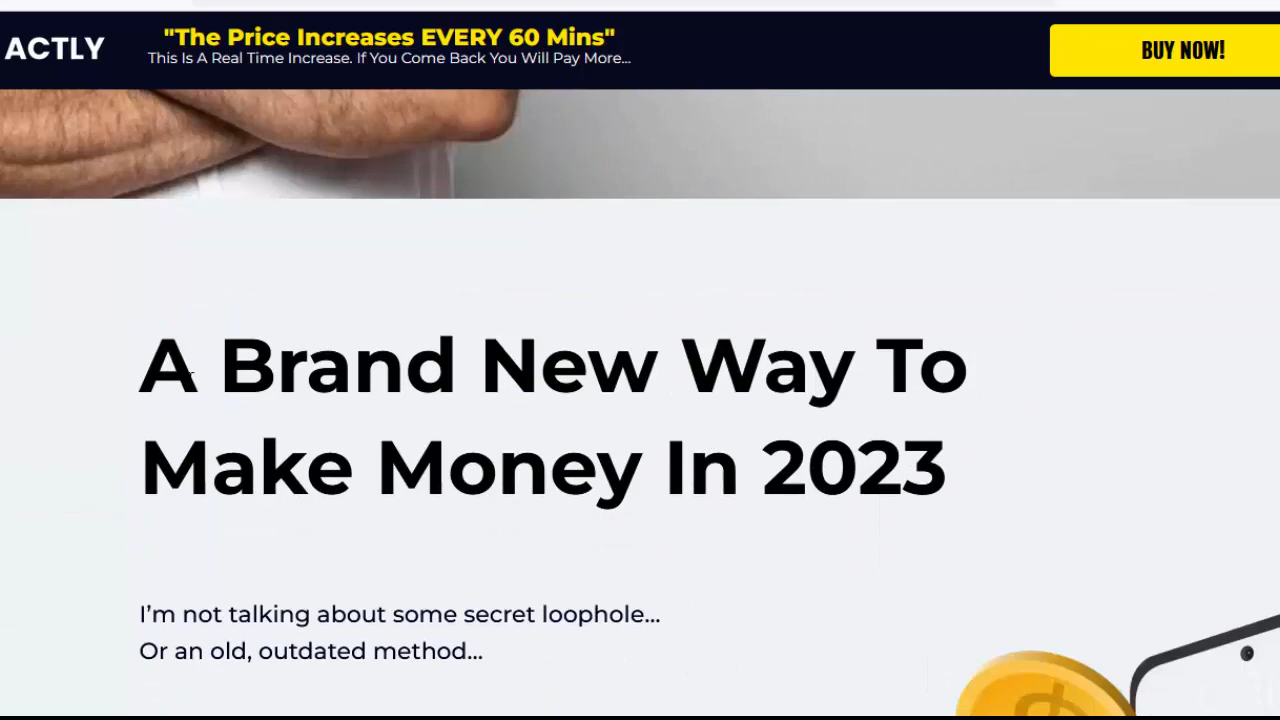 ACTLY
"The Price Increases EVERY 60 Mins"
This Is A Real Time Increase. If You Come Back You Will Pay More...
BUY NOW!
A Brand New Way To
Make Money In 2023
I’m not talking about some secret loophole...
Or an old, outdated method...